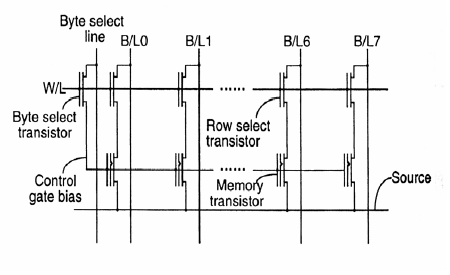 Byte select
line
B/L0
B/L1
B/L6
B/L7
W/L
Byte select
transistor
Row select
transistor
Control
gate bias
Memory
transistor
Source